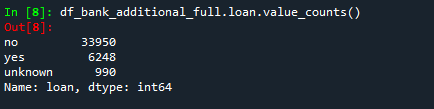 In [8]: df_bank_additional_full.loan.value_counts()
Out[8]:
no 33950
yes 6248
unknown 990
Name: loan, dtype: int64